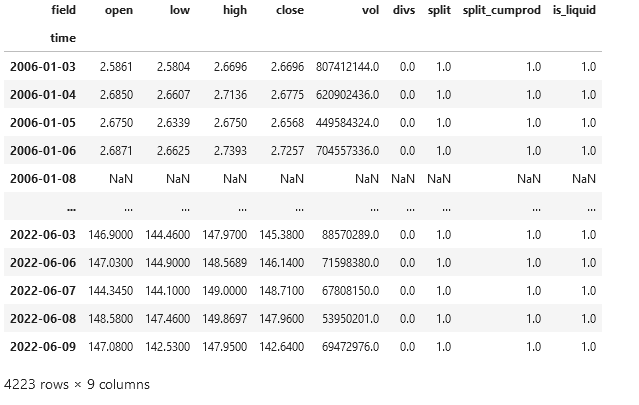 field open low high close vol divs split split_cumprod is_liquid
time
2006-01-03 2.5861 2.5804 2.6696 2.6696 807412144.0 0.0 1.0 1.0 1.0
2006-01-04 2.6850 2.6607 2.7136 2.6775 620902436.0 0.0 1.0 1.0 1.0
2006-01-05 2.6750 2.6339 2.6750 2.6568 449584324.0 0.0 1.0 1.0 1.0
2006-01-06 2.6871 2.6625 2.7393 2.7257 704557336.0 0.0 1.0 1.0 1.0
2006-01-08 NaN NaN NaN NaN NaN NaN NaN NaN NaN
... ... ... ... ... ... ... ... ... ...
2022-06-03 146.9000 144.4600 147.9700 145.3800 88570289.0 0.0 1.0 1.0 1.0
2022-06-06 147.0300 144.9000 148.5689 146.1400 71598380.0 0.0 1.0 1.0 1.0
2022-06-07 144.3450 144.1000 149.0000 148.7100 67808150.0 0.0 1.0 1.0 1.0
2022-06-08 148.5800 147.4600 149.8697 147.9600 53950201.0 0.0 1.0 1.0 1.0
2022-06-09 147.0800 142.5300 147.9500 142.6400 69472976.0 0.0 1.0 1.0 1.0
4223 rows × 9 columns